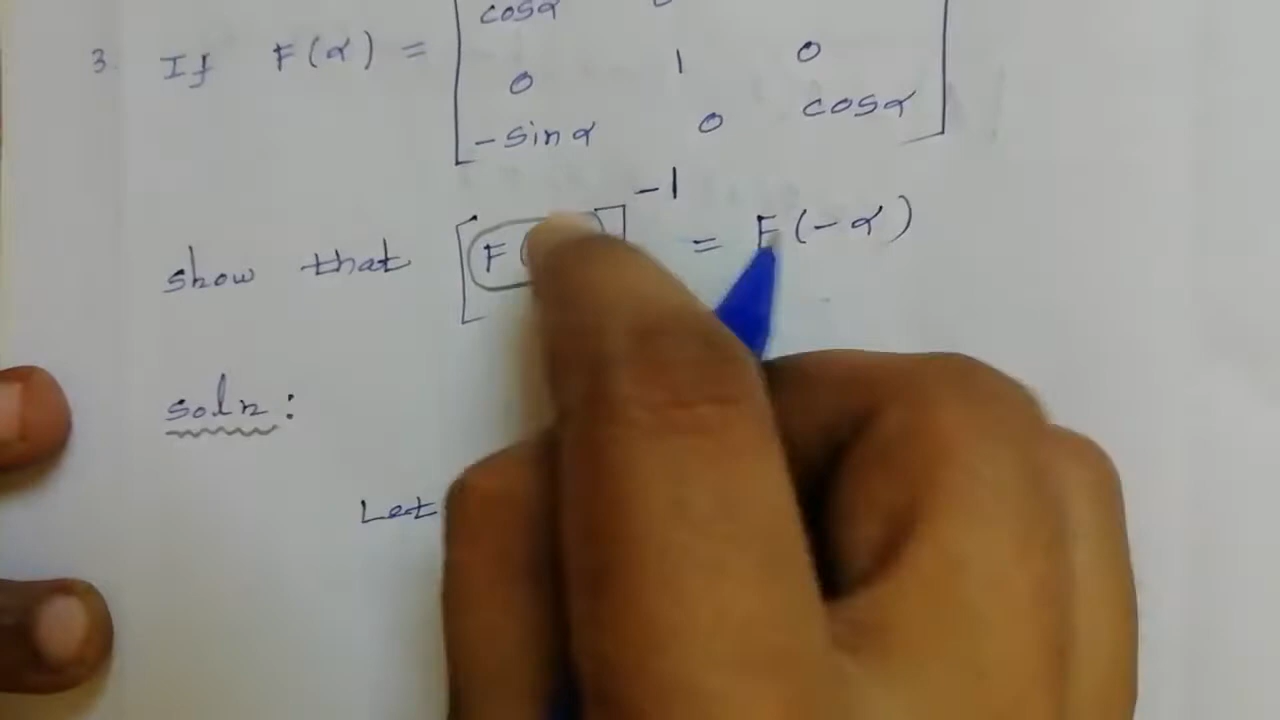 cosα
3. If F(α) =
0 1 0
-sinα 0 cosα
show that [F( ]-1 = F(-α)
soln:
Let